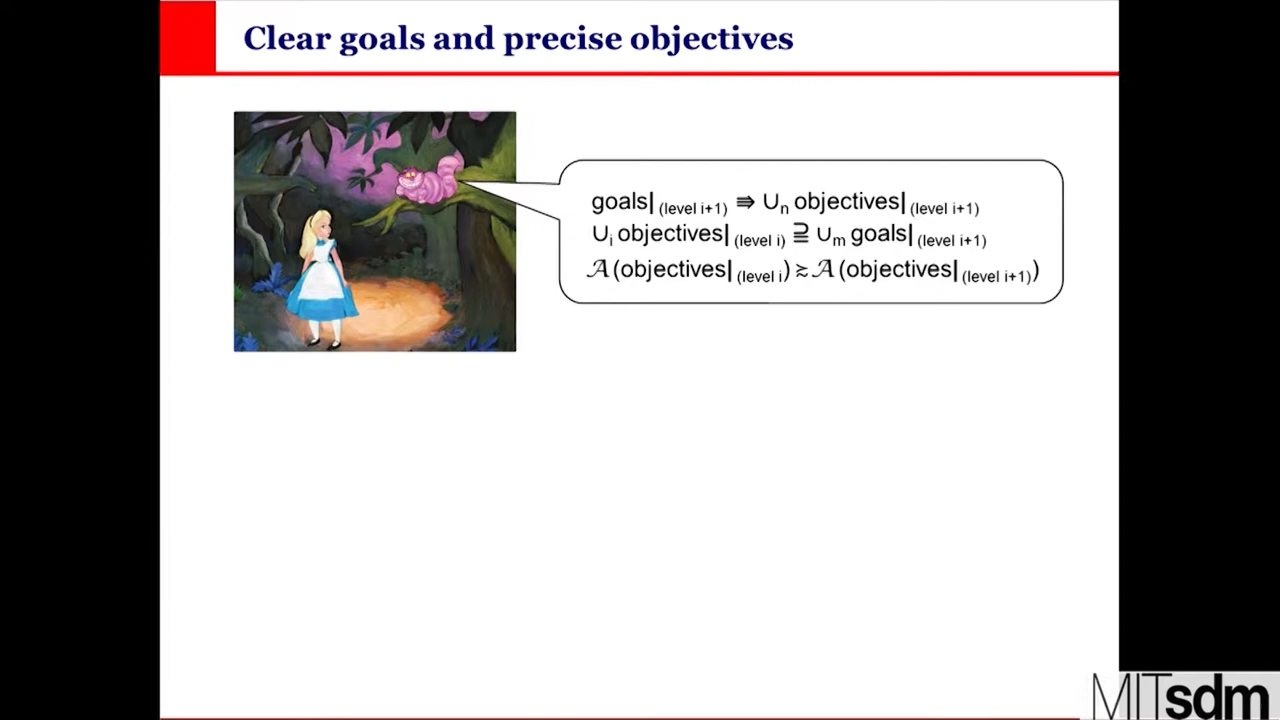 Clear goals and precise objectives
goals| (level i+1) ⇛ ∪n objectives| (level i+1)
∪i objectives| (level i) ⫆ ∪m goals| (level i+1)
𝒜 (objectives| (level i)) ≿ 𝒜 (objectives| (level i+1))
MITsdm